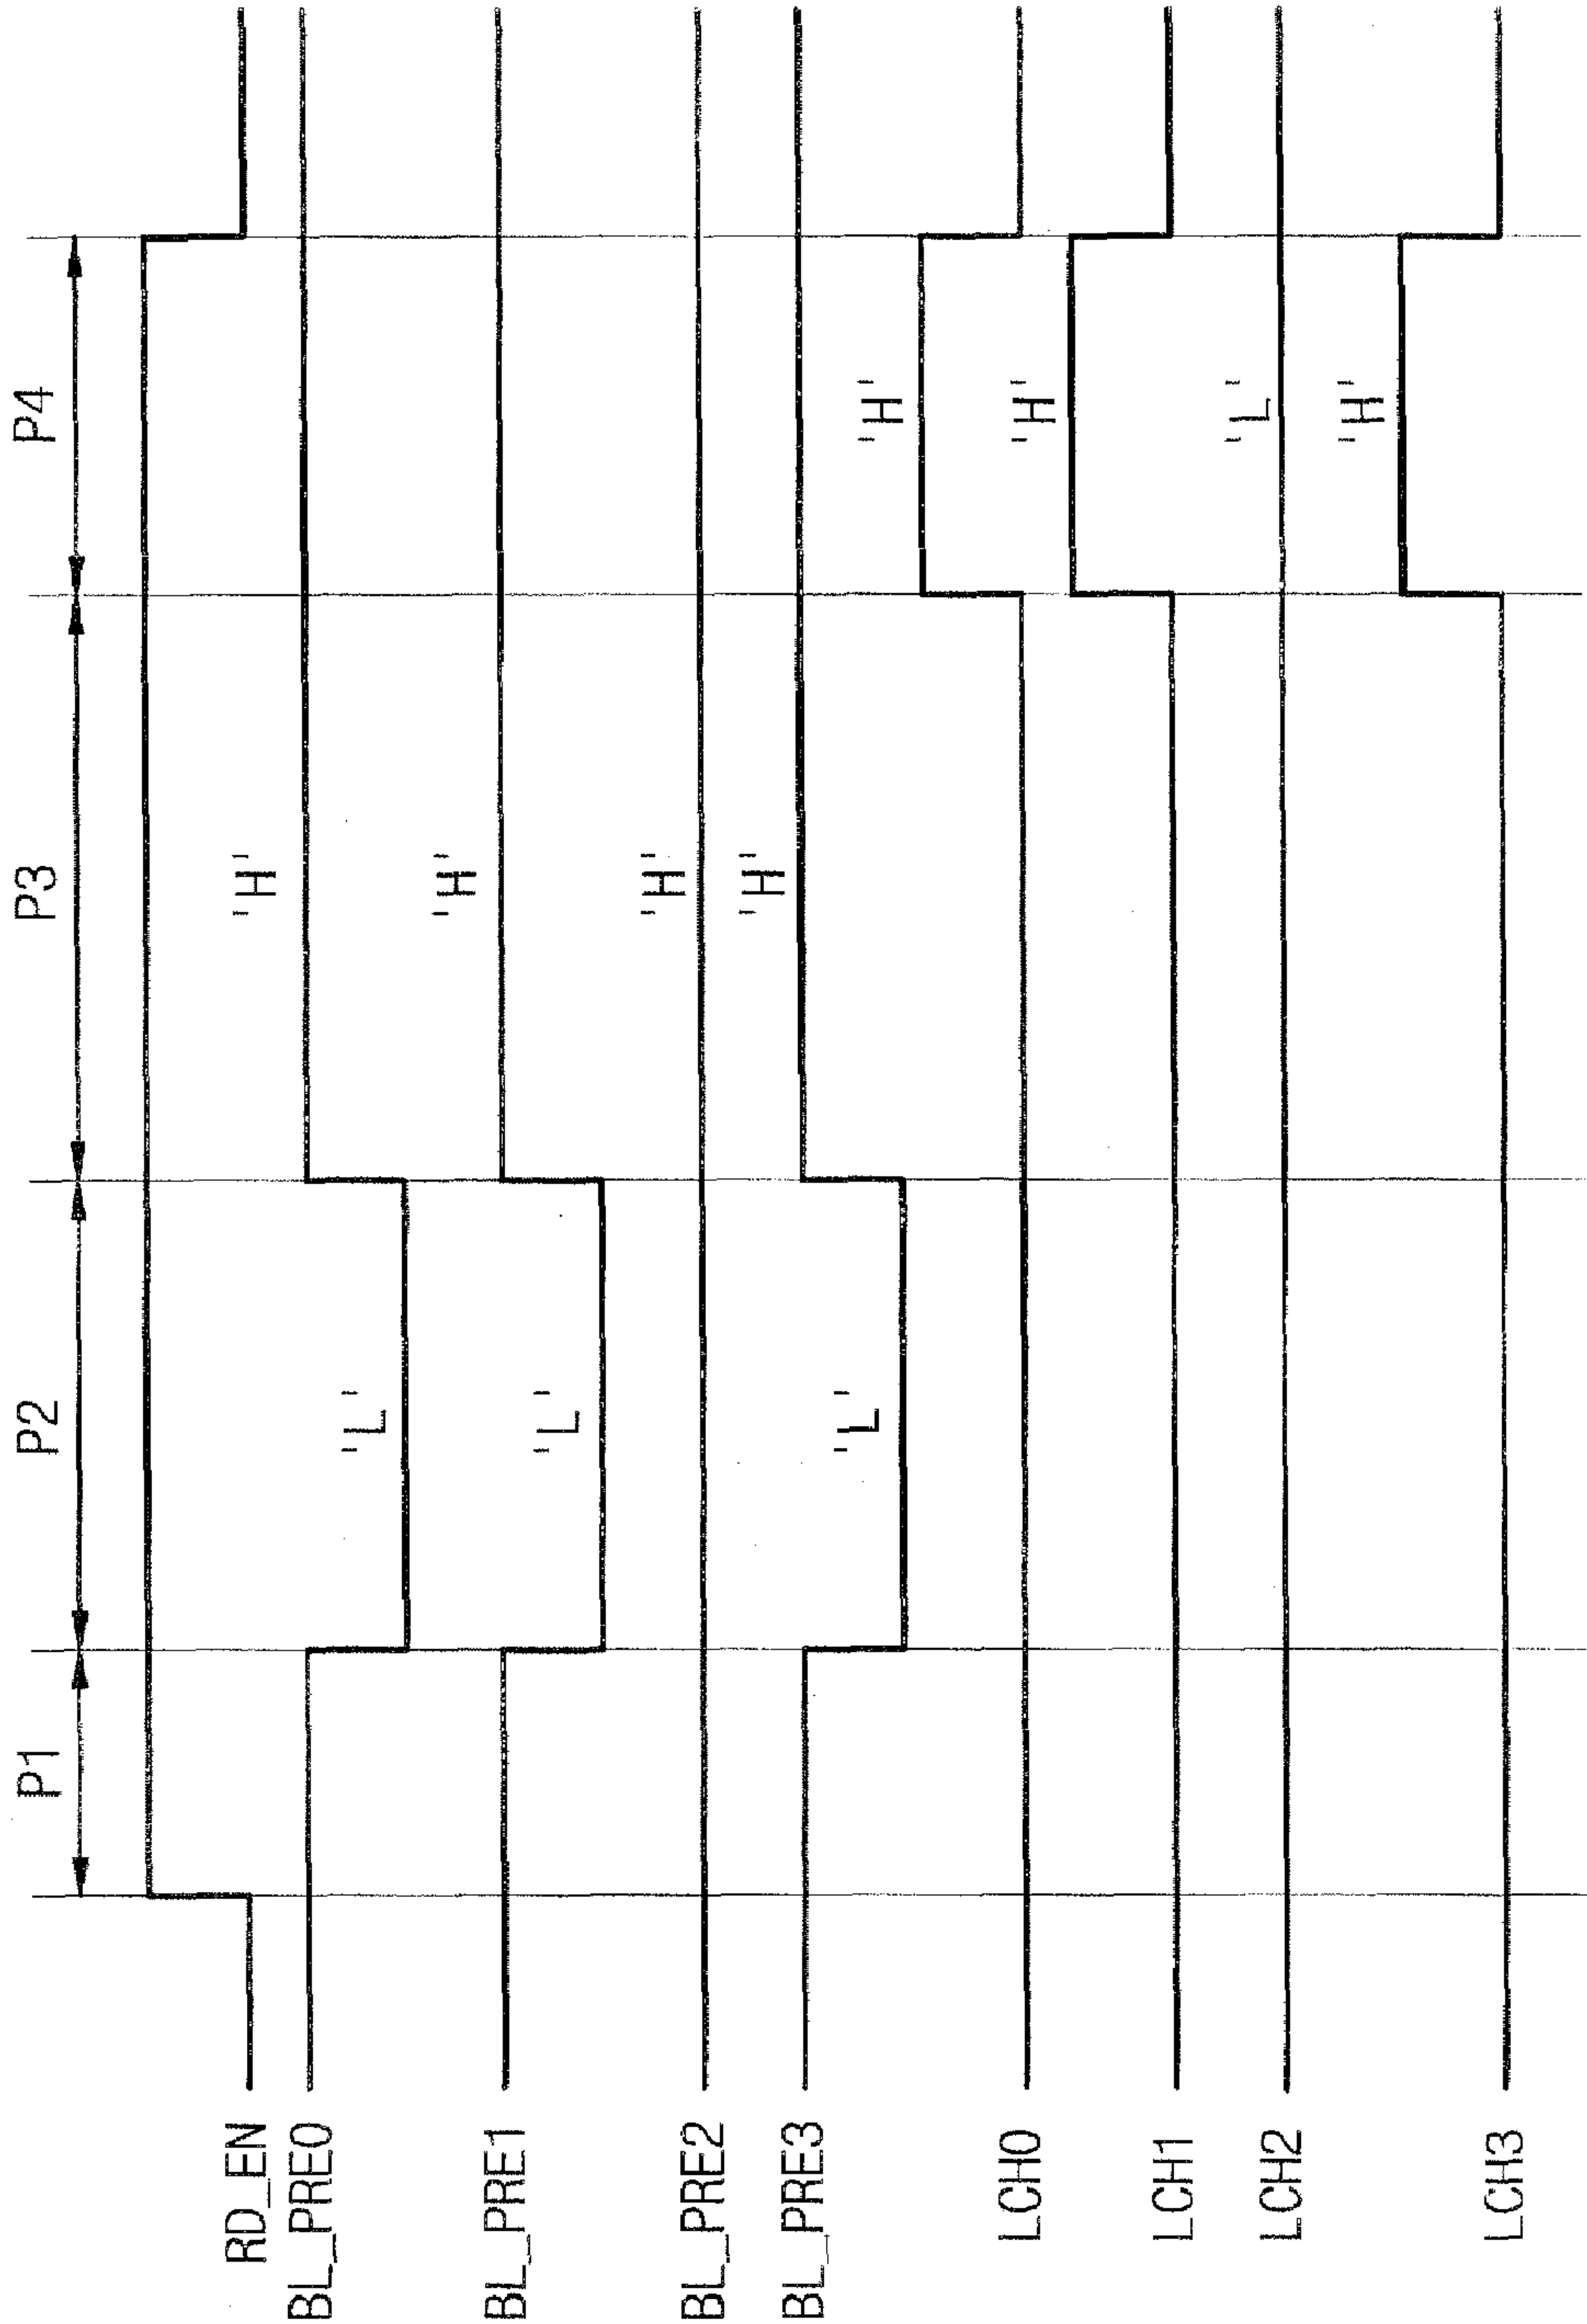 P1 P2 P3 P4
RD_EN
BL_PRE0 'L' 'H'
BL_PRE1 'L' 'H'
BL_PRE2 'H'
BL_PRE3 'L' 'H'
LCH0 'H'
LCH1 'H'
LCH2 'L'
LCH3 'H'